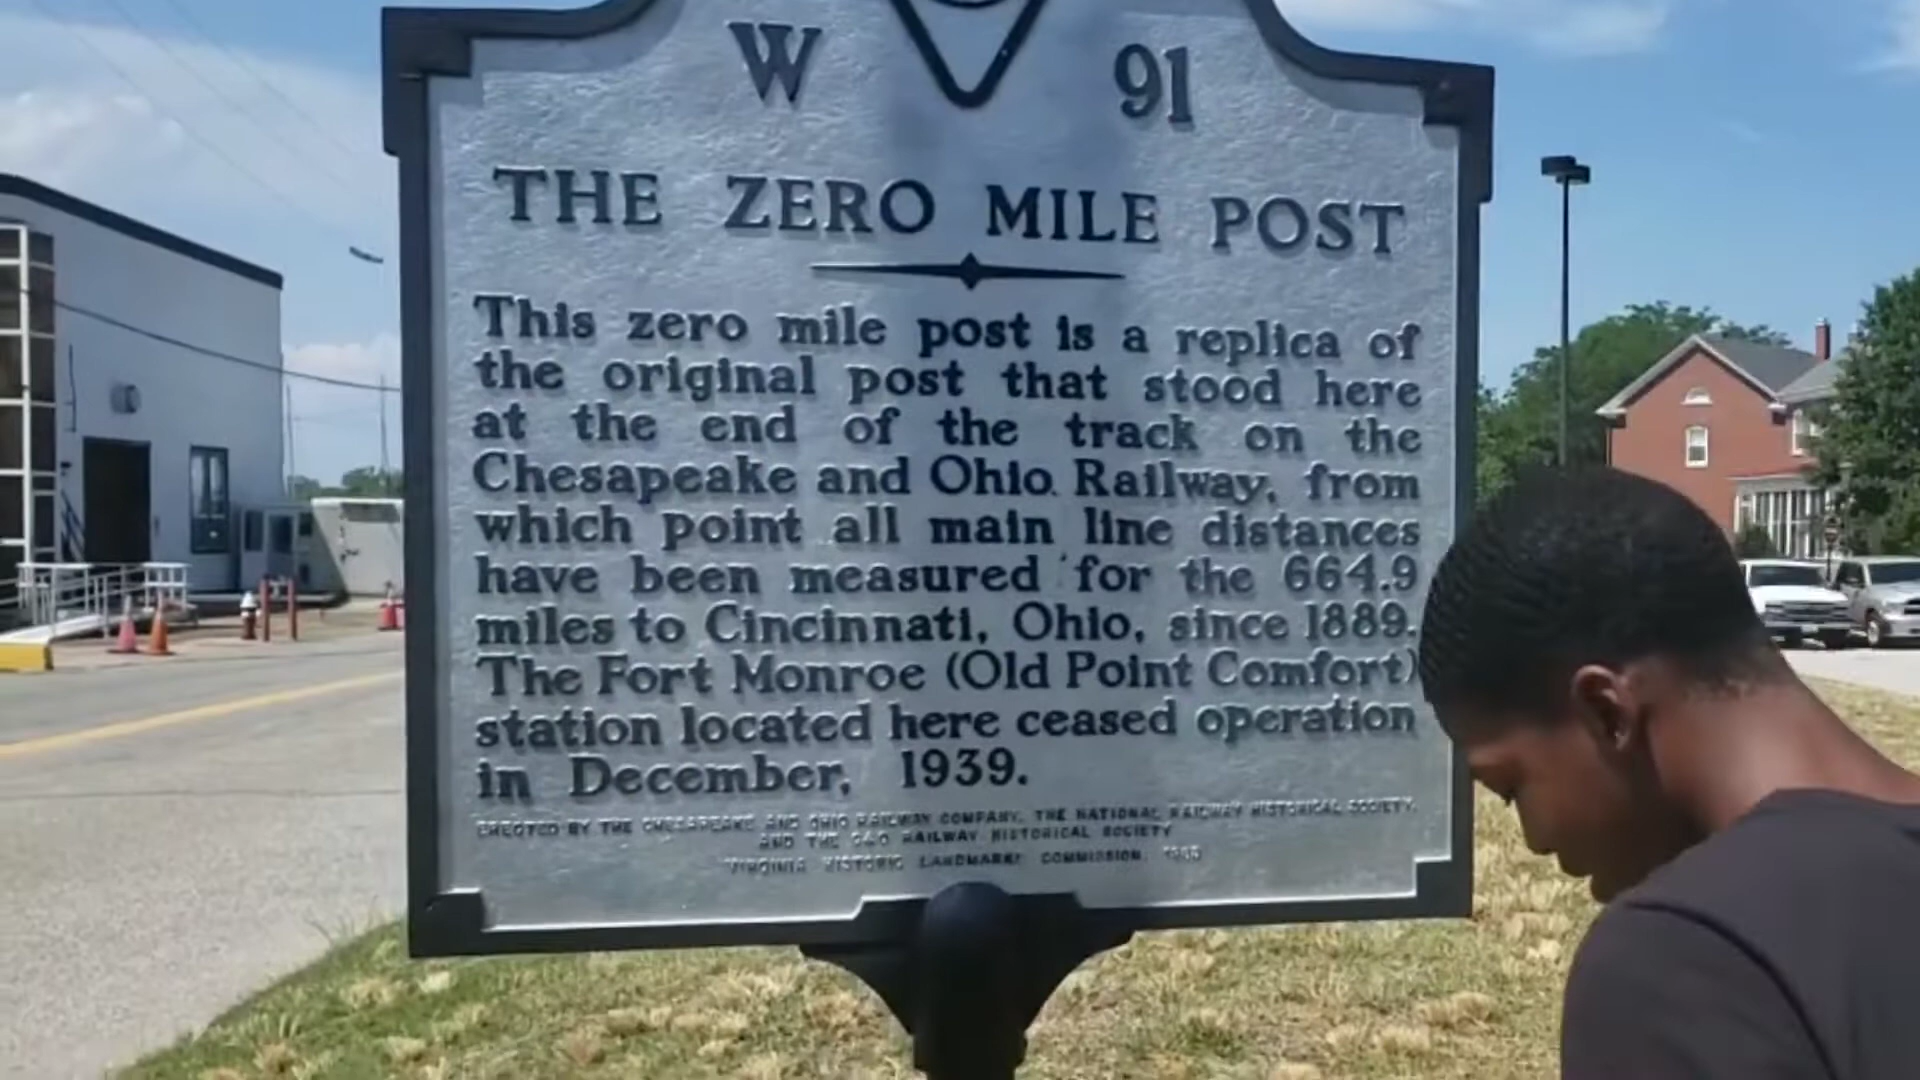 W 91
THE ZERO MILE POST
This zero mile post is a replica of
the original post that stood here
at the end of the track on the
Chesapeake and Ohio Railway, from
which point all main line distances
have been measured for the 664.9
miles to Cincinnati, Ohio, since 1889.
The Fort Monroe (Old Point Comfort)
station located here ceased operation
in December, 1939.
ERECTED BY THE CHESAPEAKE AND OHIO RAILWAY COMPANY, THE NATIONAL RAILWAY HISTORICAL SOCIETY,
AND THE C&O RAILWAY HISTORICAL SOCIETY
VIRGINIA HISTORIC LANDMARKS COMMISSION,